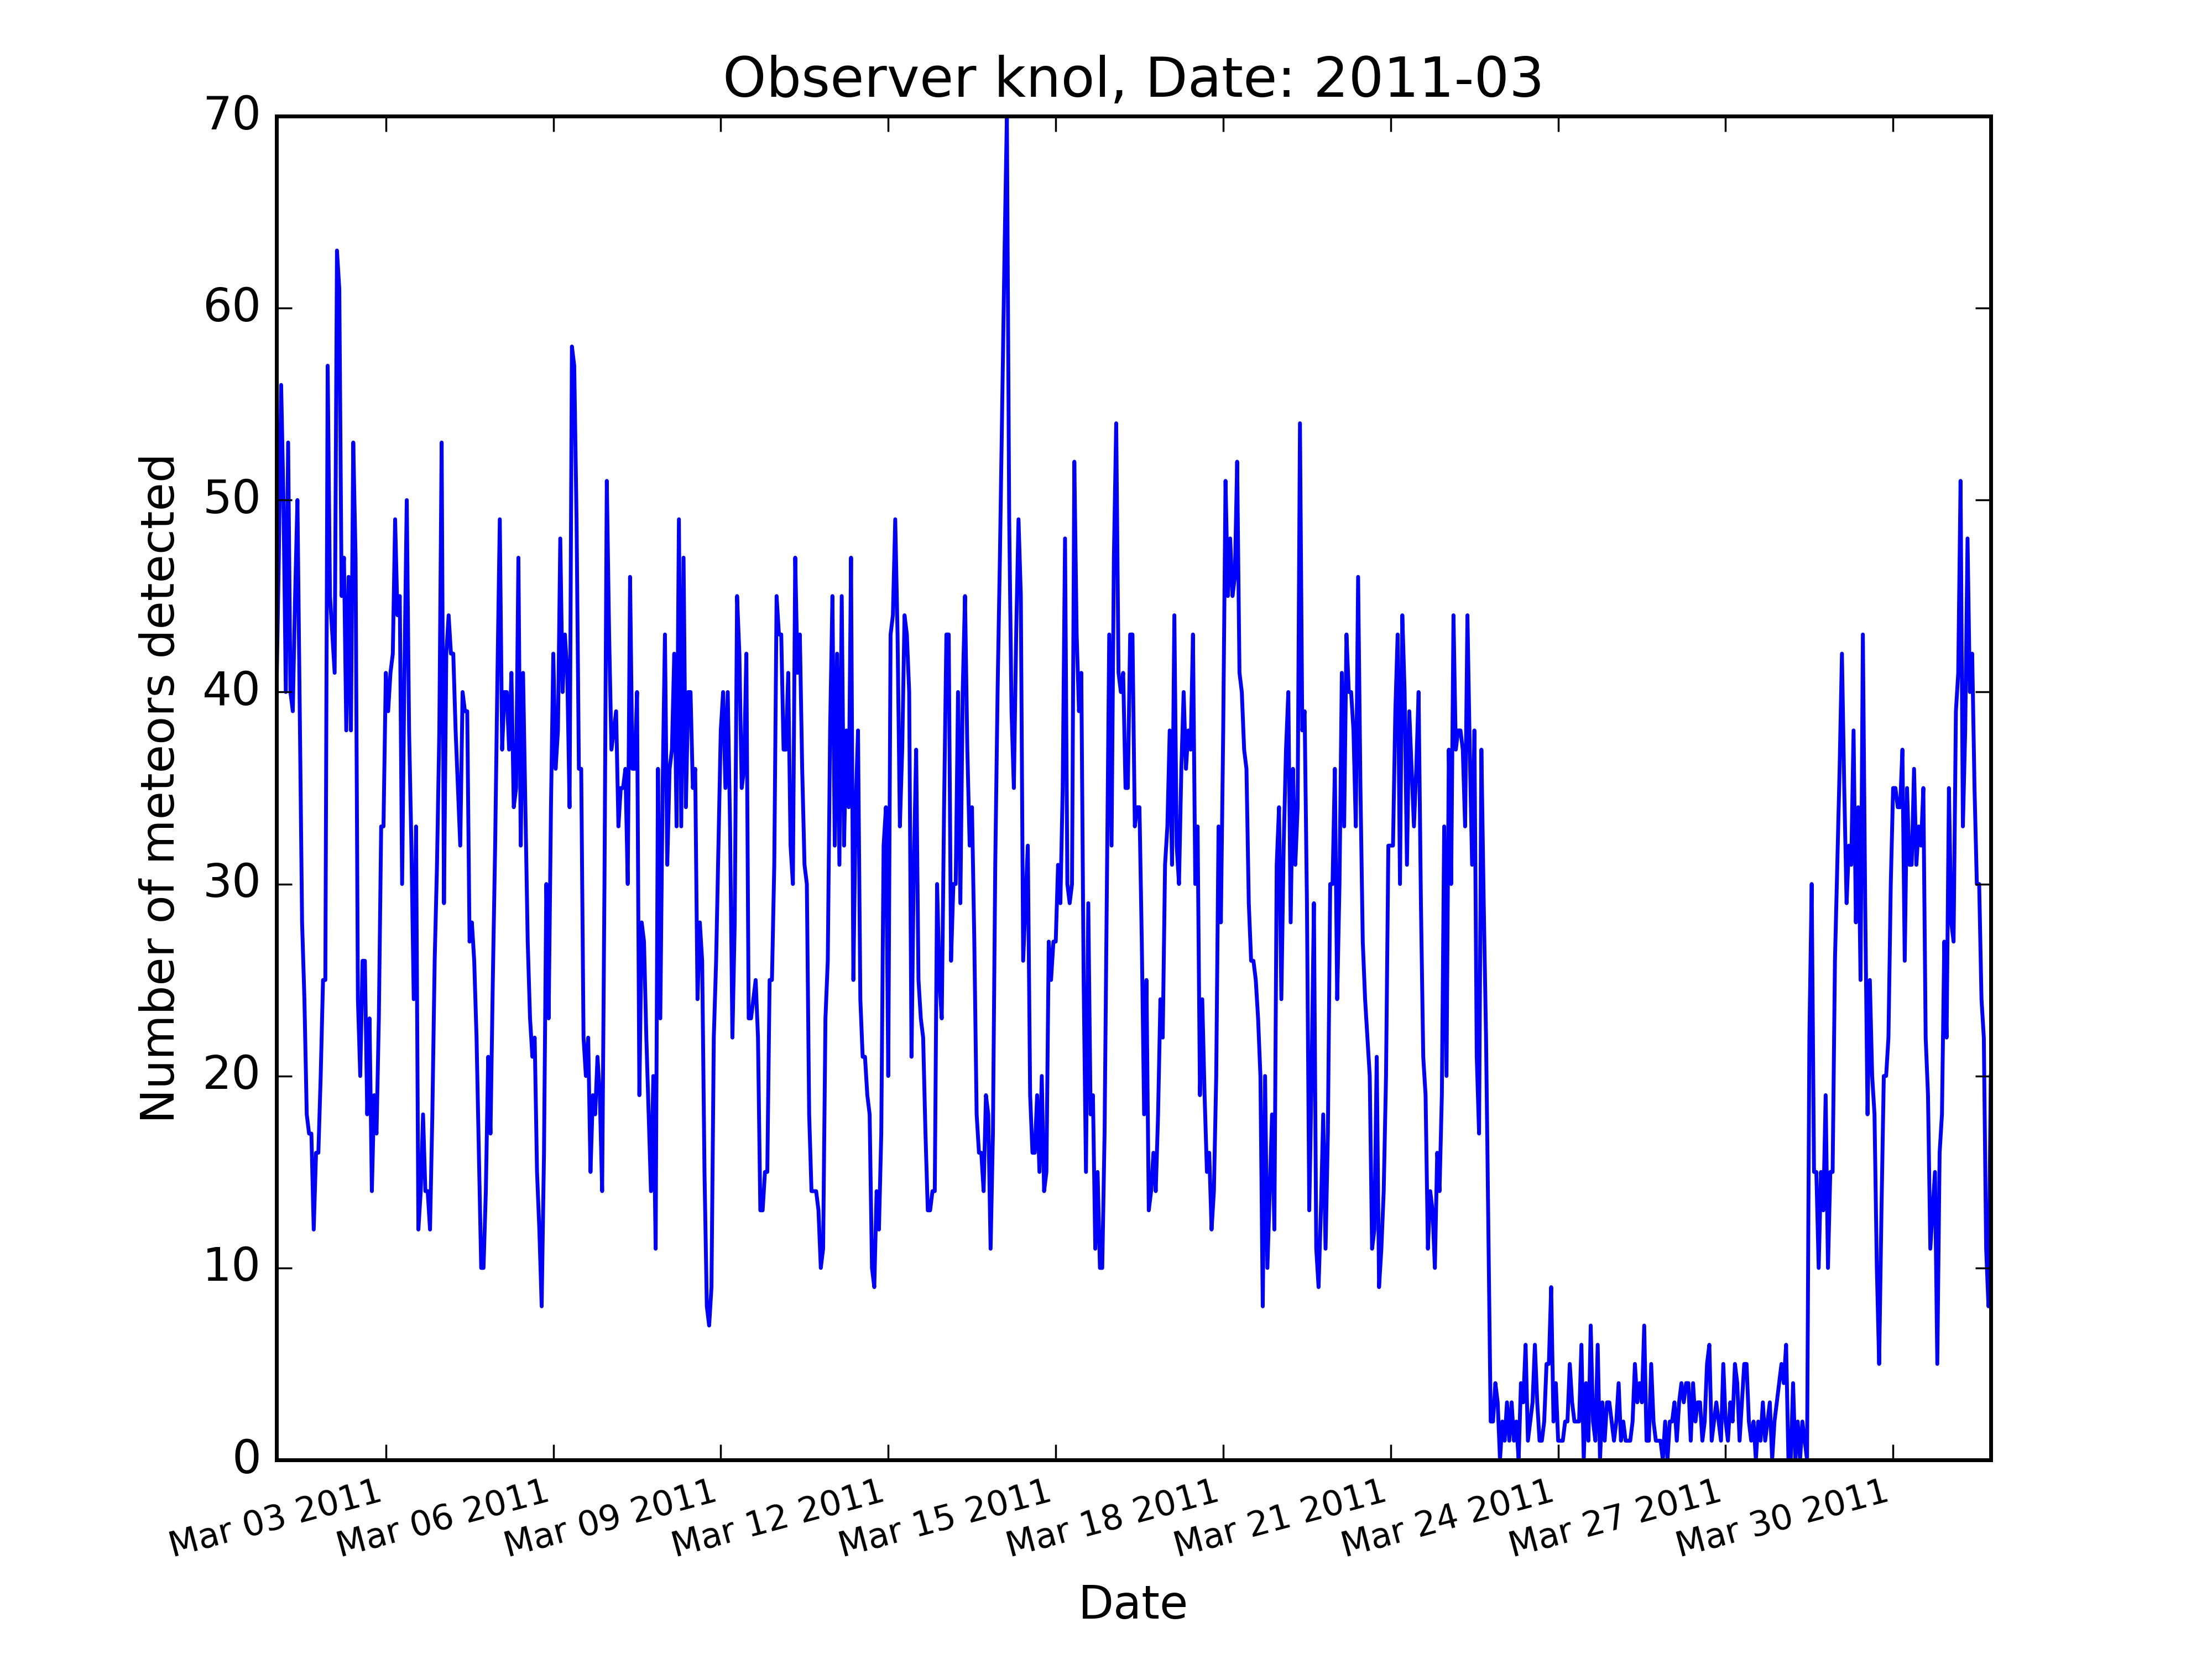 Observer knol, Date: 2011-03
70
60
50
40
30
20
10
0
Number of meteors detected
Mar 03 2011
Mar 06 2011
Mar 09 2011
Mar 12 2011
Mar 15 2011
Mar 18 2011
Mar 21 2011
Mar 24 2011
Mar 27 2011
Mar 30 2011
Date